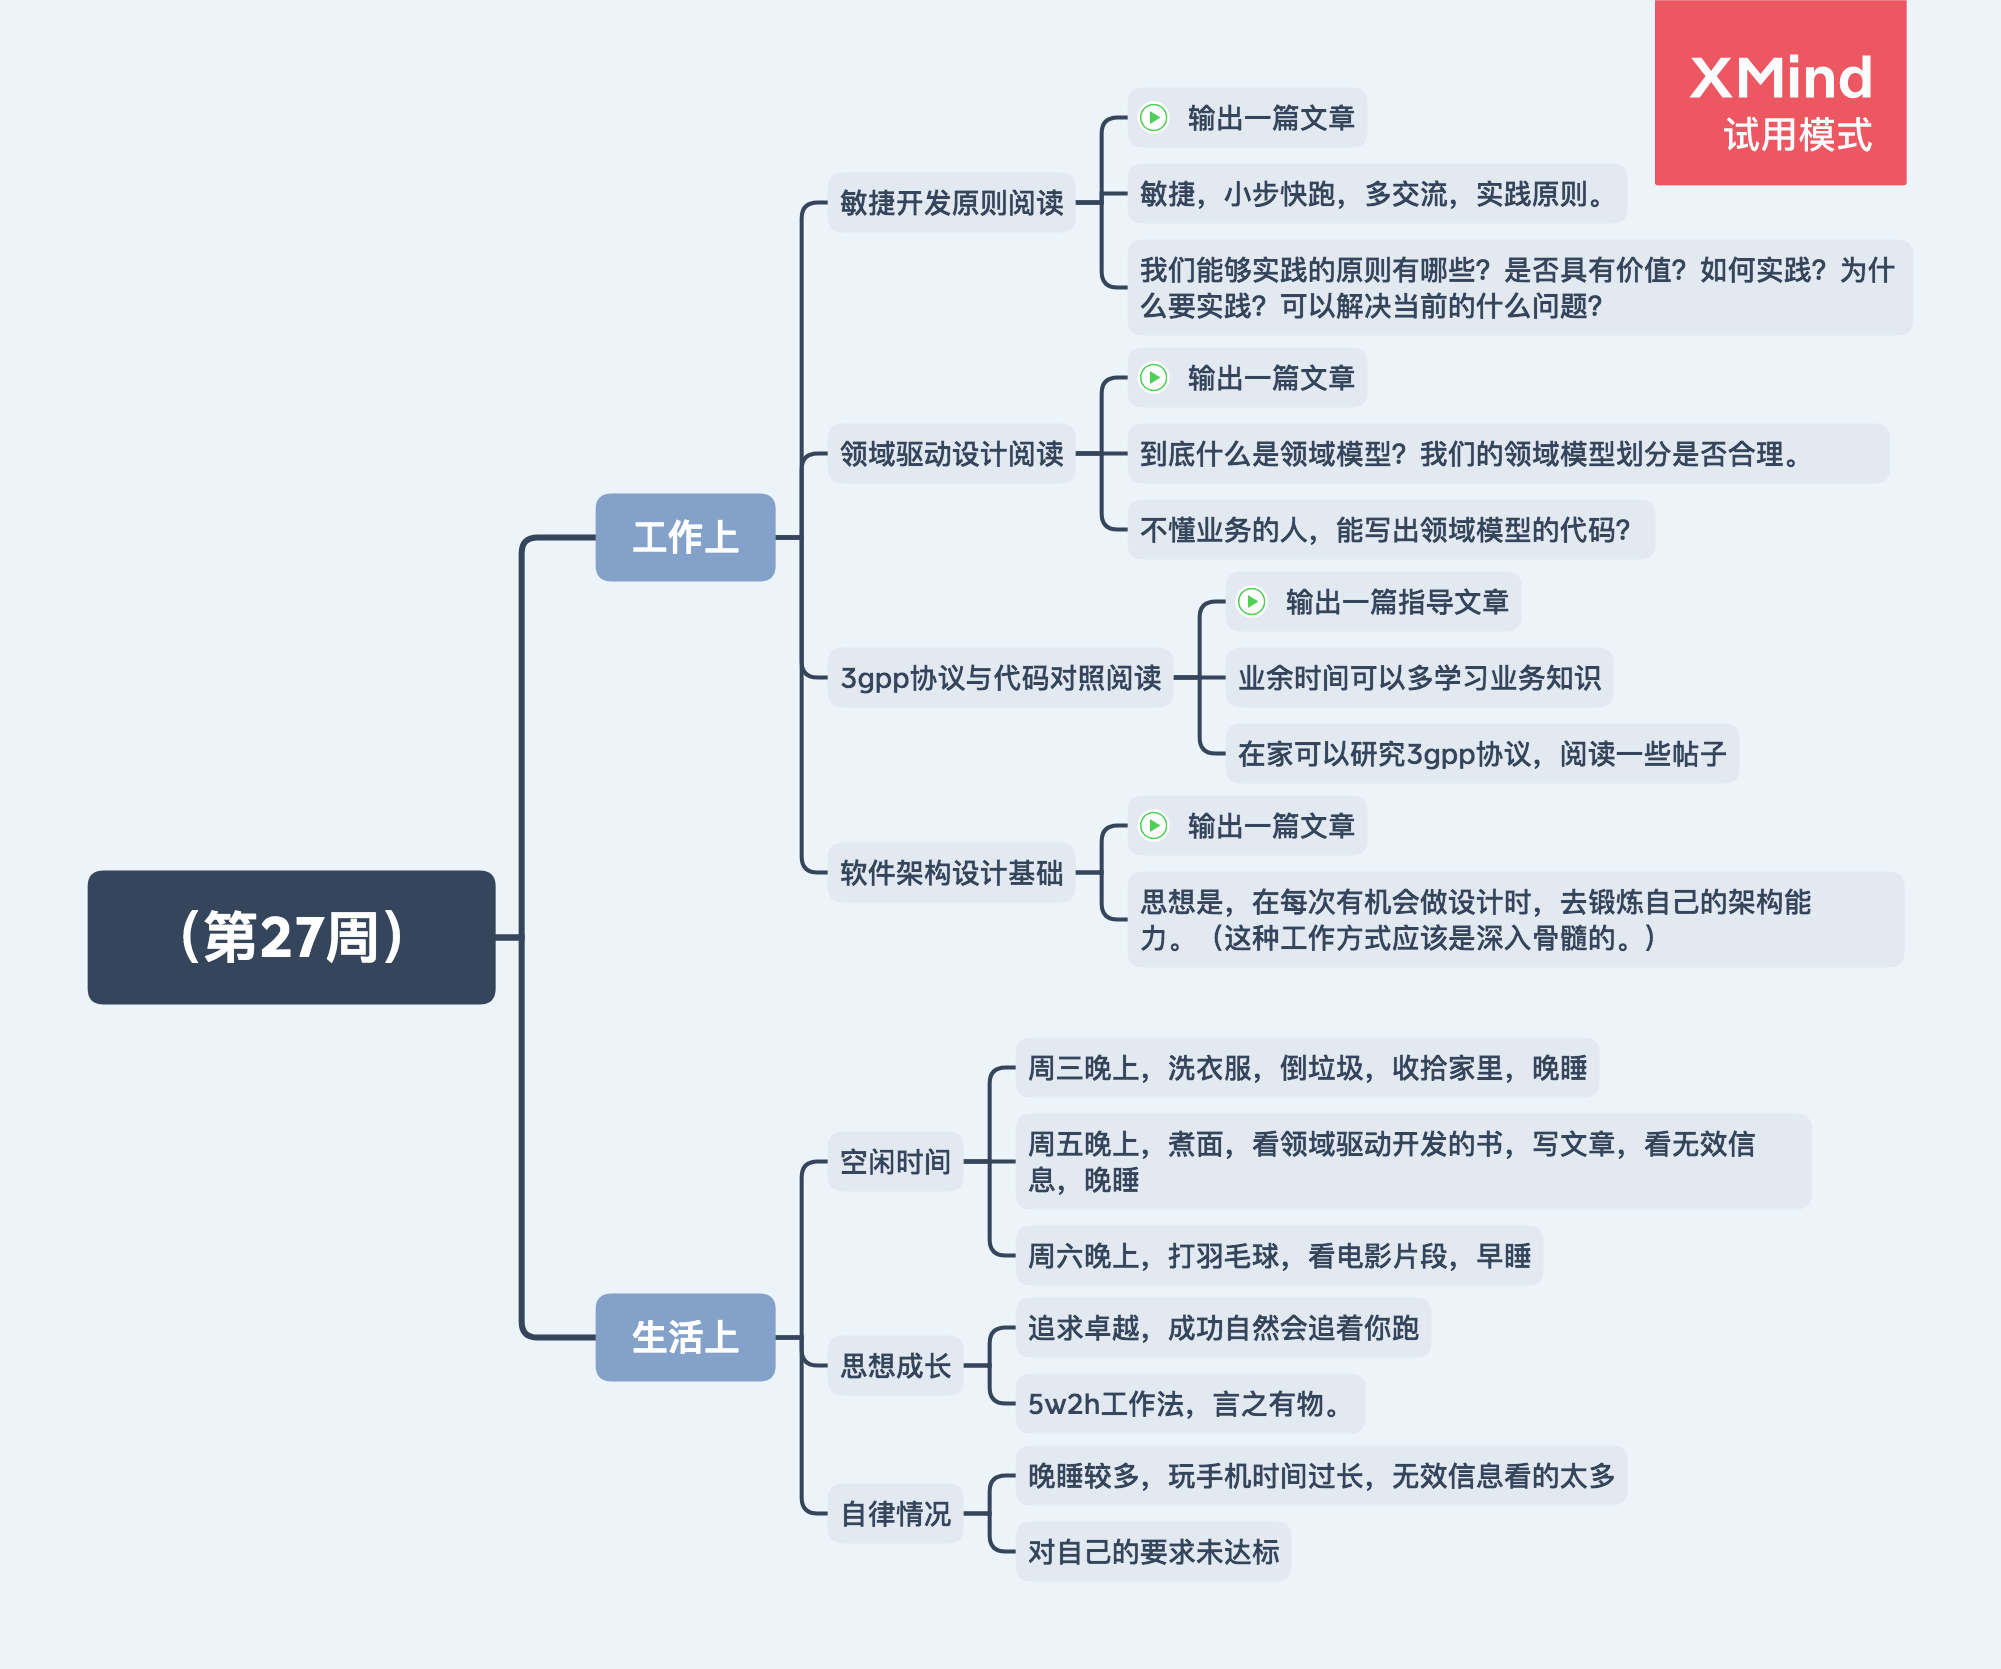 XMind
试用模式
（第27周）
工作上
敏捷开发原则阅读
输出一篇文章
敏捷，小步快跑，多交流，实践原则。
我们能够实践的原则有哪些？是否具有价值？如何实践？为什
么要实践？可以解决当前的什么问题？
领域驱动设计阅读
输出一篇文章
到底什么是领域模型？我们的领域模型划分是否合理。
不懂业务的人，能写出领域模型的代码？
3gpp协议与代码对照阅读
输出一篇指导文章
业余时间可以多学习业务知识
在家可以研究3gpp协议，阅读一些帖子
软件架构设计基础
输出一篇文章
思想是，在每次有机会做设计时，去锻炼自己的架构能
力。（这种工作方式应该是深入骨髓的。）
生活上
空闲时间
周三晚上，洗衣服，倒垃圾，收拾家里，晚睡
周五晚上，煮面，看领域驱动开发的书，写文章，看无效信
息，晚睡
周六晚上，打羽毛球，看电影片段，早睡
思想成长
追求卓越，成功自然会追着你跑
5w2h工作法，言之有物。
自律情况
晚睡较多，玩手机时间过长，无效信息看的太多
对自己的要求未达标